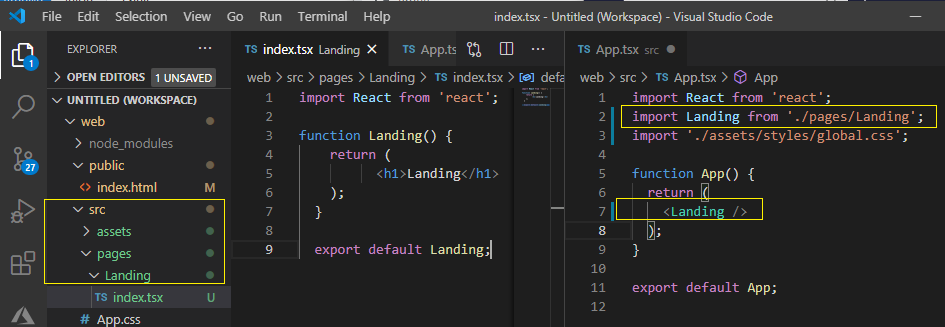 File Edit Selection View Go Run Terminal Help index.tsx - Untitled (Workspace) - Visual Studio Code
EXPLORER ...
1
OPEN EDITORS 1 UNSAVED
UNTITLED (WORKSPACE)
web
node_modules
public
index.html M
27
src
assets
pages
Landing
TS index.tsx U
# App.css
TS index.tsx Landing TS App.ts ...
web > src > pages > Landing > TS index.tsx > defa
1 import React from 'react';
2
3 function Landing() {
4 return (
5 <h1>Landing</h1>
6 );
7 }
8
9 export default Landing;
TS App.tsx src
web > src > TS App.tsx > App
1 import React from 'react';
2 import Landing from './pages/Landing';
3 import './assets/styles/global.css';
4
5 function App() {
6 return (
7 <Landing />
8 );
9 }
10
11 export default App;
12